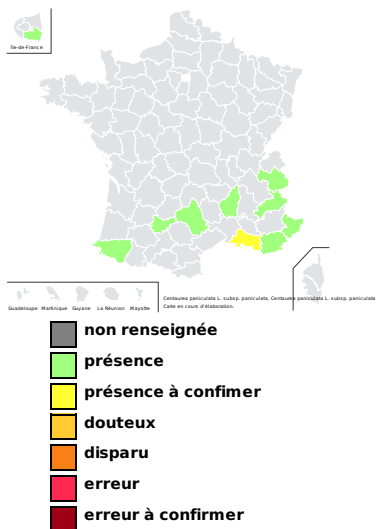 Île-de-France
Guadeloupe Martinique Guyane La Réunion Mayotte
Centaurea paniculata L. subsp. paniculata, Centaurea paniculata L. subsp. paniculata
Carte en cours d'élaboration.
non renseignée
présence
présence à confimer
douteux
disparu
erreur
erreur à confirmer